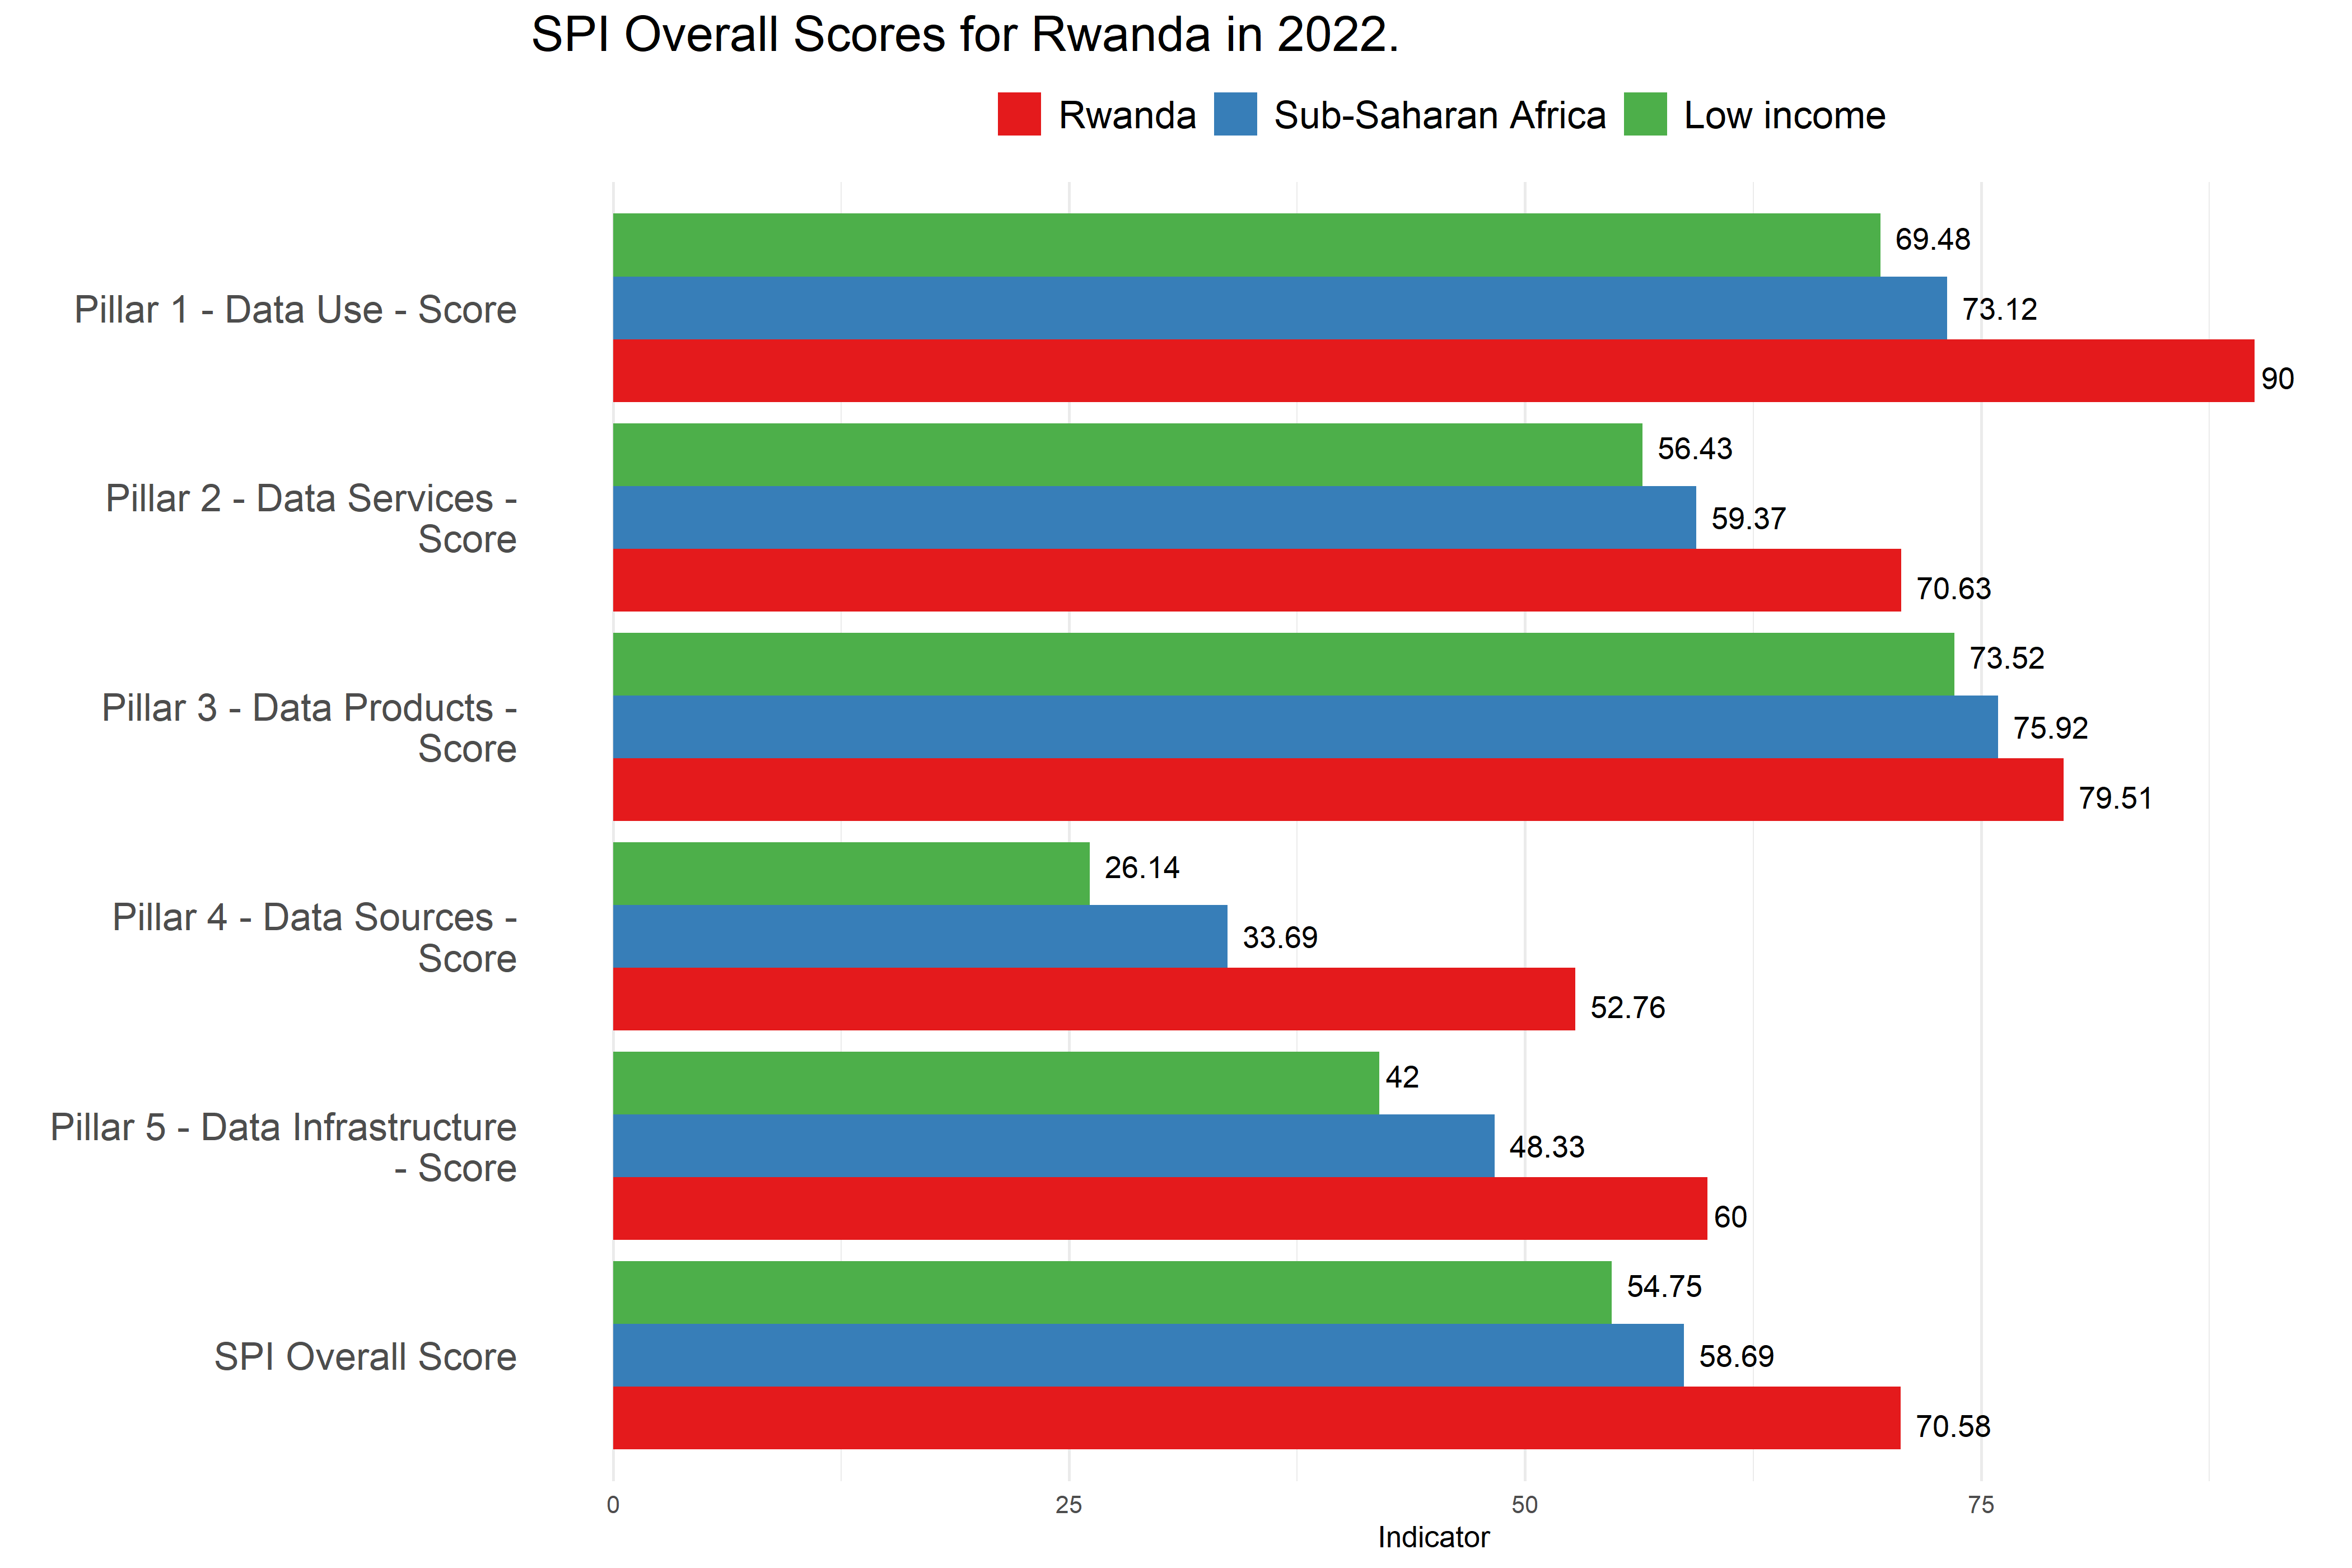 SPI Overall Scores for Rwanda in 2022.
Rwanda Sub-Saharan Africa Low income
Pillar 1 - Data Use - Score
69.48
73.12
90
Pillar 2 - Data Services -
Score
56.43
59.37
70.63
Pillar 3 - Data Products -
Score
73.52
75.92
79.51
Pillar 4 - Data Sources -
Score
26.14
33.69
52.76
Pillar 5 - Data Infrastructure
- Score
42
48.33
60
SPI Overall Score
54.75
58.69
70.58
0 25 50 75
Indicator